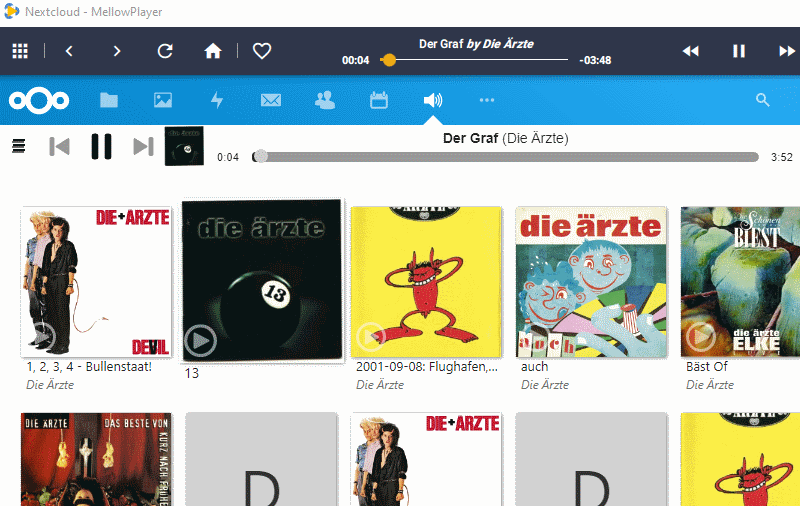 Nextcloud - MellowPlayer
Der Graf by Die Ärzte
00:04
-03:48
Der Graf (Die Ärzte)
0:04
3:52
DIE+ÄRZTE
DEVIL
die ärzte
13
die ärzte
auch
Schönen
BIEST
die ärzte
ELKE
1, 2, 3, 4 - Bullenstaat!
Die Ärzte
13
2001-09-08: Flughafen,...
Die Ärzte
auch
Die Ärzte
Bäst Of
Die Ärzte
DIE ÄRZTE
DAS BESTE VON
KURZ NACH FRÜHE
D
DIE+ÄRZTE
D